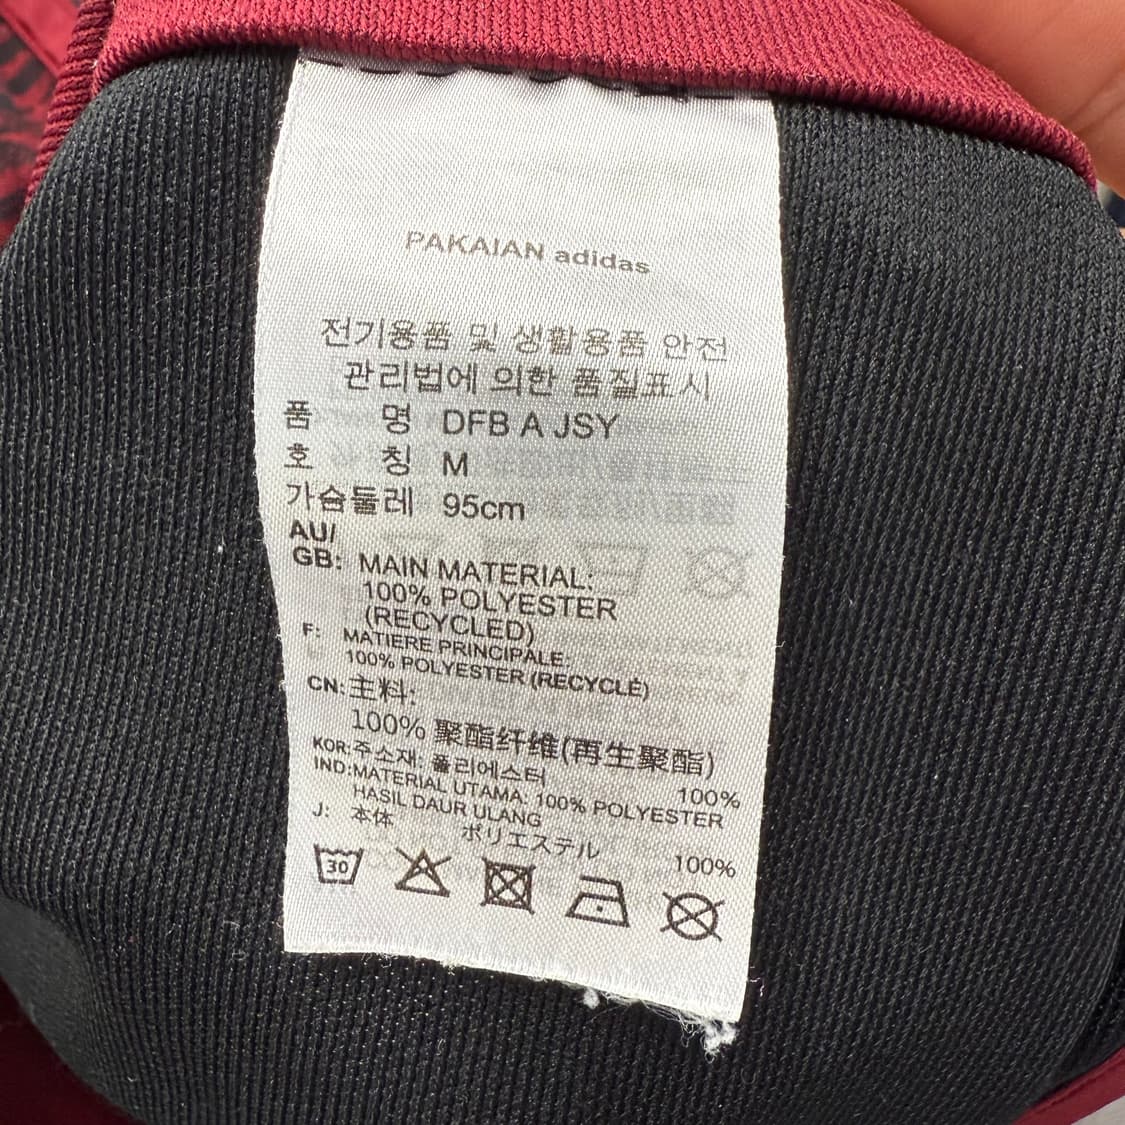 PAKAIAN adidas
전기용품 및 생활용품 안전
관리법에 의한 품질표시
품 명 DFB A JSY
호 칭 M
가슴둘레 95cm
AU/
GB: MAIN MATERIAL:
100% POLYESTER
(RECYCLED)
F: MATIERE PRINCIPALE:
100% POLYESTER (RECYCLÉ)
CN: 主料:
100% 聚酯纤维(再生聚酯)
KOR: 주소재: 폴리에스터 100%
IND: MATERIAL UTAMA: 100% POLYESTER
HASIL DAUR ULANG
J: 本体 ポリエステル 100%
30